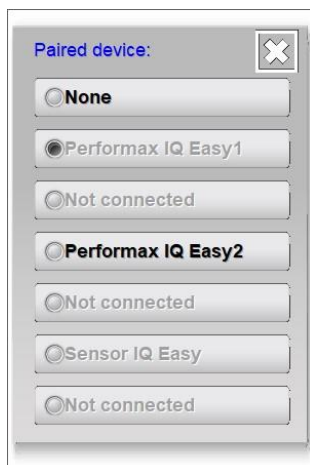 Paired device:
None
Performax IQ Easy1
Not connected
Performax IQ Easy2
Not connected
Sensor IQ Easy
Not connected